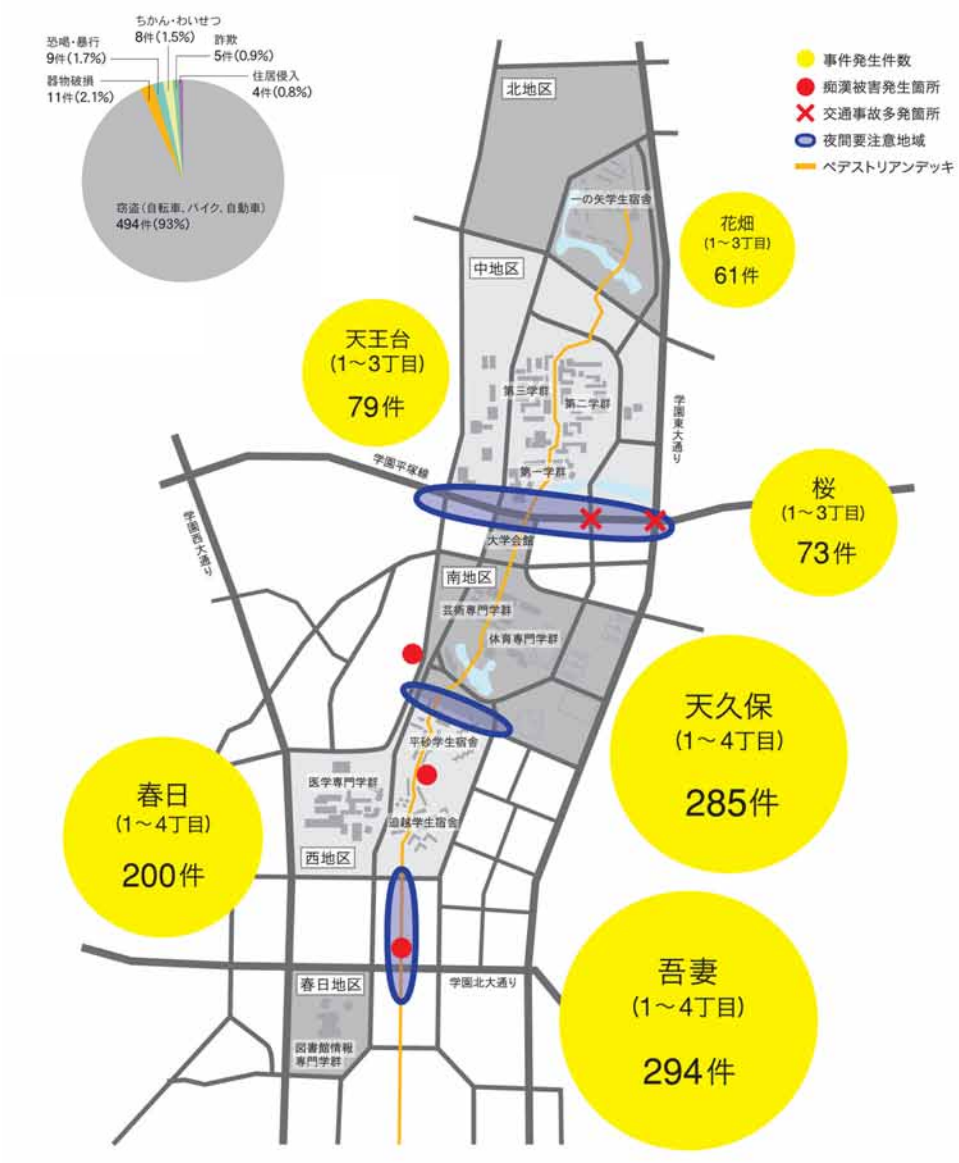 ちかん・わいせつ
8件(1.5%)
恐喝・暴行
9件(1.7%)
詐欺
5件(0.9%)
器物破損
11件(2.1%)
住居侵入
4件(0.8%)
窃盗(自転車、バイク、自動車)
494件(93%)
事件発生件数
痴漢被害発生箇所
交通事故多発箇所
夜間要注意地域
ペデストリアンデッキ
北地区
一の矢学生宿舎
花畑
(1〜3丁目)
61件
中地区
天王台
(1〜3丁目)
79件
第三学群
第二学群
学園東大通り
学園平塚線
第一学群
桜
(1〜3丁目)
73件
学園西大通り
大学会館
南地区
芸術専門学群
体育専門学群
天久保
(1〜4丁目)
285件
平砂学生宿舎
医学専門学群
春日
(1〜4丁目)
200件
追越学生宿舎
西地区
吾妻
(1〜4丁目)
294件
春日地区
学園北大通り
図書館情報
専門学群